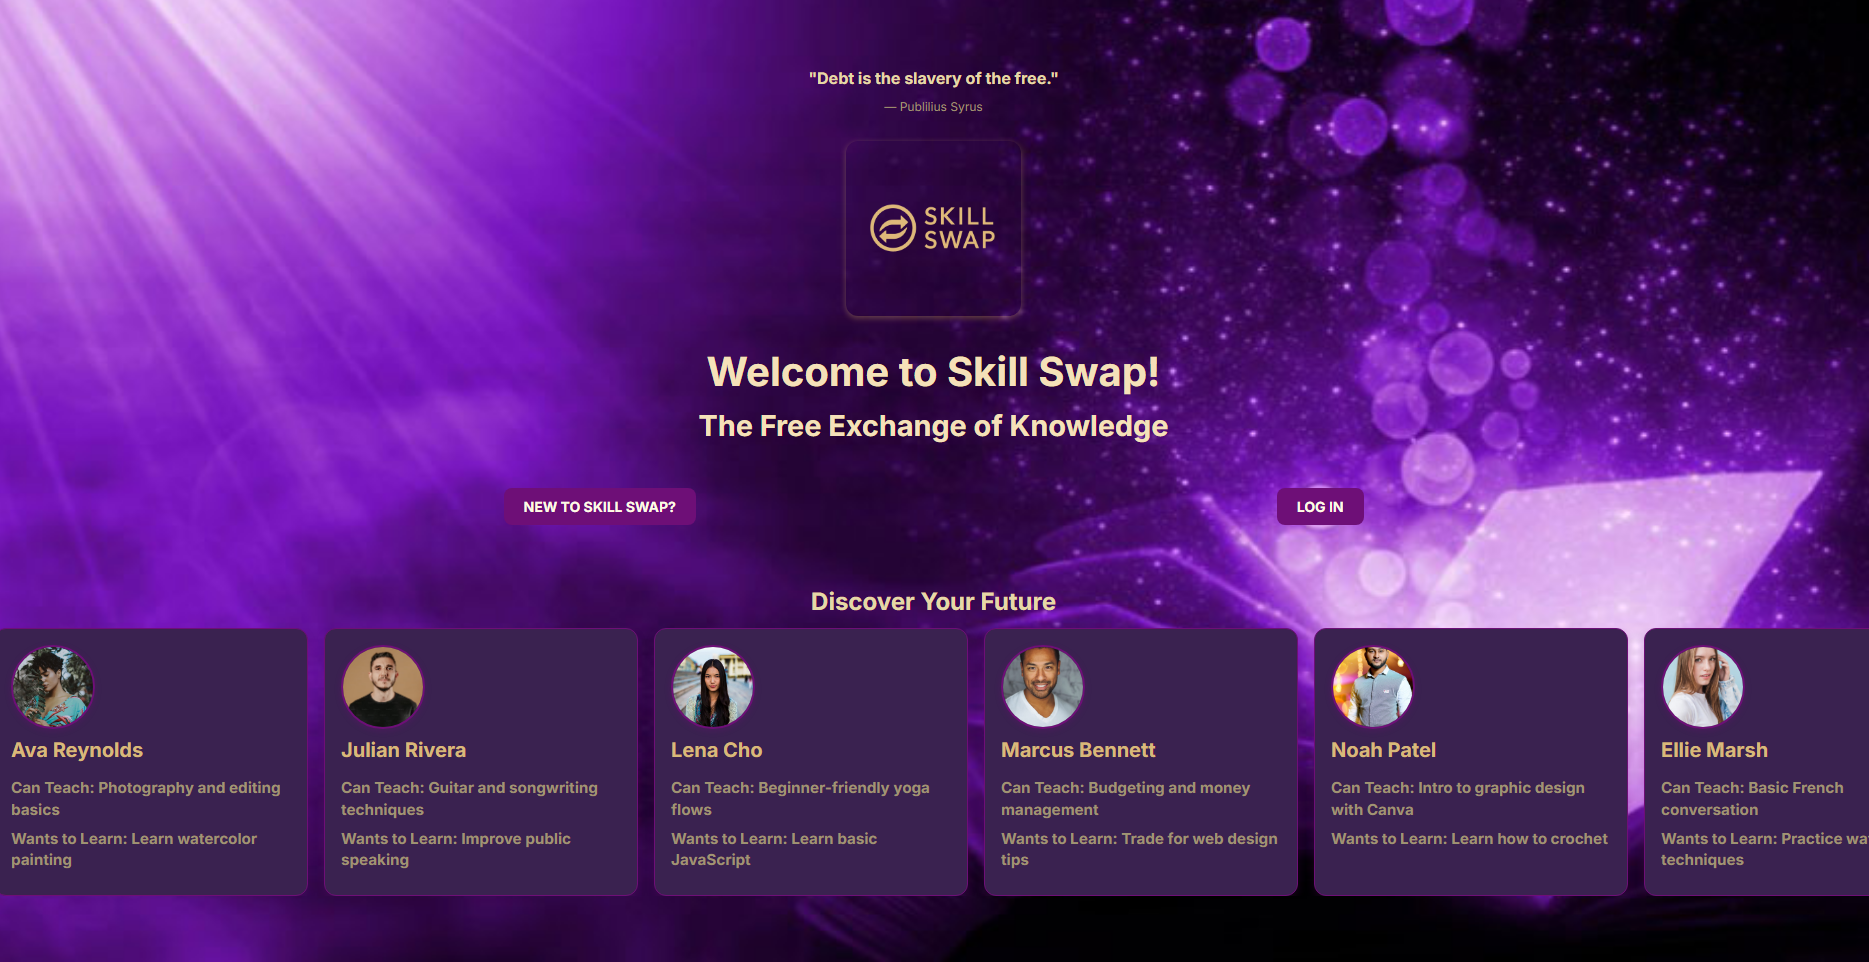 "Debt is the slavery of the free."
— Publilius Syrus
SKILL
SWAP
Welcome to Skill Swap!
The Free Exchange of Knowledge
NEW TO SKILL SWAP?
LOG IN
Discover Your Future
Ava Reynolds
Can Teach: Photography and editing
basics
Wants to Learn: Learn watercolor
painting
Julian Rivera
Can Teach: Guitar and songwriting
techniques
Wants to Learn: Improve public
speaking
Lena Cho
Can Teach: Beginner-friendly yoga
flows
Wants to Learn: Learn basic
JavaScript
Marcus Bennett
Can Teach: Budgeting and money
management
Wants to Learn: Trade for web design
tips
Noah Patel
Can Teach: Intro to graphic design
with Canva
Wants to Learn: Learn how to crochet
Ellie Marsh
Can Teach: Basic French
conversation
Wants to Learn: Practice
techniques